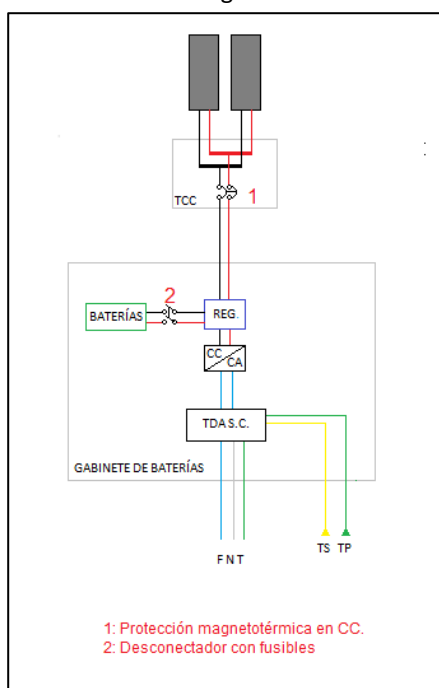 TCC
1
2
BATERÍAS
REG.
CC
CA
TDA S.C.
GABINETE DE BATERÍAS
F N T
TS TP
1: Protección magnetotérmica en CC.
2: Desconectador con fusibles